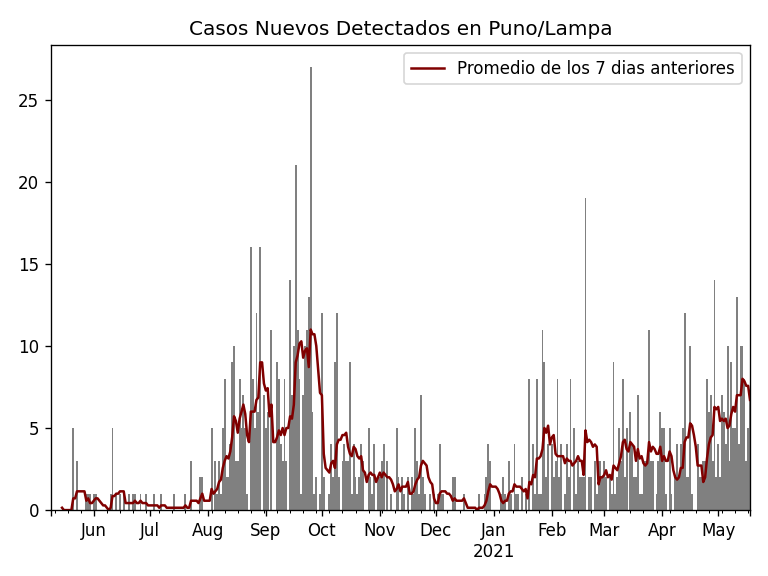 Casos Nuevos Detectados en Puno/Lampa
Promedio de los 7 dias anteriores
25
20
15
10
5
0
Jun Jul Aug Sep Oct Nov Dec Jan Feb Mar Apr May
2021